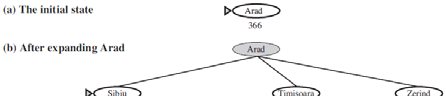 (a) The initial state
Arad
366
(b) After expanding Arad
Arad
Sibiu
Timisoara
Zerind